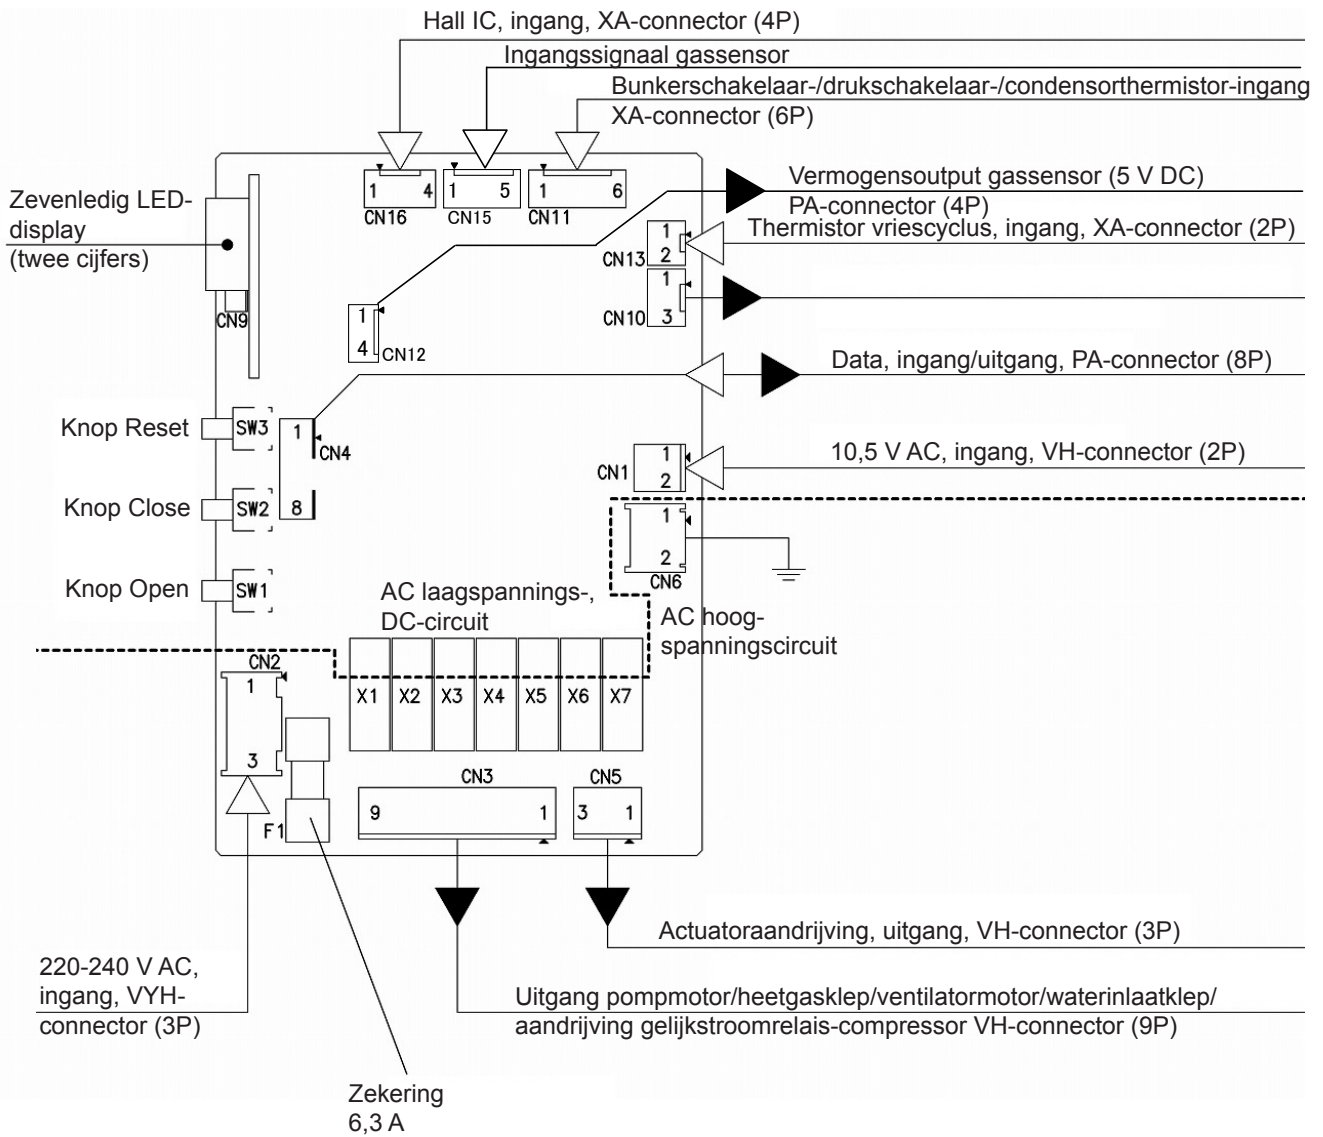 Hall IC, ingang, XA-connector (4P)
Ingangssignaal gassensor
Bunkerschakelaar-/drukschakelaar-/condensorthermistor-ingang
XA-connector (6P)
Vermogensoutput gassensor (5 V DC)
PA-connector (4P)
Thermistor vriescyclus, ingang, XA-connector (2P)
Zevenledig LED-
display
(twee cijfers)
1 4
CN16
1 5
CN15
1 6
CN11
1
2
CN13
1
3
CN10
CN9
1
4
CN12
Data, ingang/uitgang, PA-connector (8P)
Knop Reset
SW3
1
CN4
8
10,5 V AC, ingang, VH-connector (2P)
1
2
CN1
Knop Close
SW2
1
2
CN6
Knop Open
SW1
AC laagspannings-,
DC-circuit
AC hoog-
spanningscircuit
CN2
1
3
X1 X2 X3 X4 X5 X6 X7
CN3
9 1
CN5
3 1
F1
Actuatoraandrijving, uitgang, VH-connector (3P)
220-240 V AC,
ingang, VYH-
connector (3P)
Uitgang pompmotor/heetgasklep/ventilatormotor/waterinlaatklep/
aandrijving gelijkstroomrelais-compressor VH-connector (9P)
Zekering
6,3 A